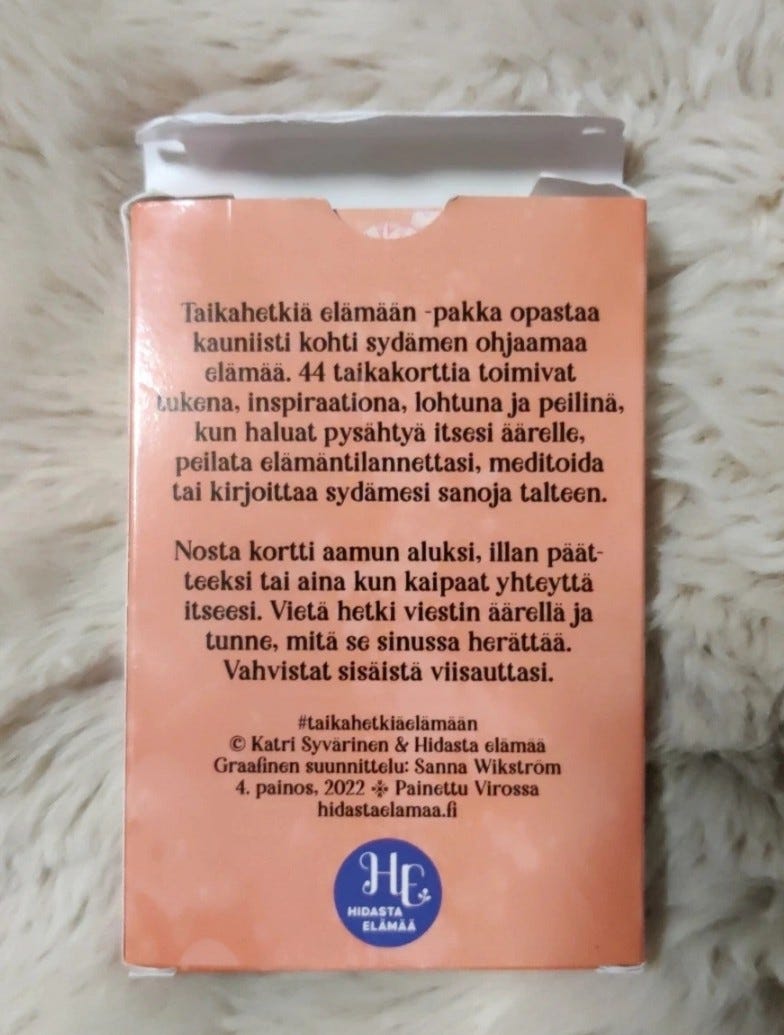 Taikahetkiä elämään -pakka opastaa
kauniisti kohti sydämen ohjaamaa
elämää. 44 taikakorttia toimivat
tukena, inspiraationa, lohtuna ja peilinä,
kun haluat pysähtyä itsesi äärelle,
peilata elämäntilannettasi, meditoida
tai kirjoittaa sydämesi sanoja talteen.
Nosta kortti aamun aluksi, illan päät-
teeksi tai aina kun kaipaat yhteyttä
itseesi. Vietä hetki viestin äärellä ja
tunne, mitä se sinussa herättää.
Vahvistat sisäistä viisauttasi.
#taikahetkiäelämään
© Katri Syvärinen & Hidasta elämää
Graafinen suunnittelu: Sanna Wikström
4. painos, 2022 ❉ Painettu Virossa
hidastaelamaa.fi
HE
HIDASTA
ELÄMÄÄ